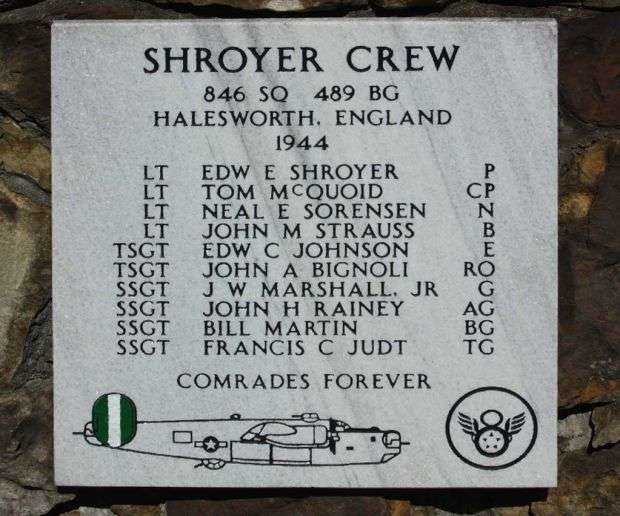 SHROYER CREW
846 SQ 489 BG
HALESWORTH, ENGLAND
1944
LT EDW E SHROYER P
LT TOM McQUOID CP
LT NEAL E SORENSEN N
LT JOHN M STRAUSS B
TSGT EDW C JOHNSON E
TSGT JOHN A BIGNOLI RO
SSGT J W MARSHALL, JR G
SSGT JOHN H RAINEY AG
SSGT BILL MARTIN BG
SSGT FRANCIS C JUDT TG
COMRADES FOREVER
8